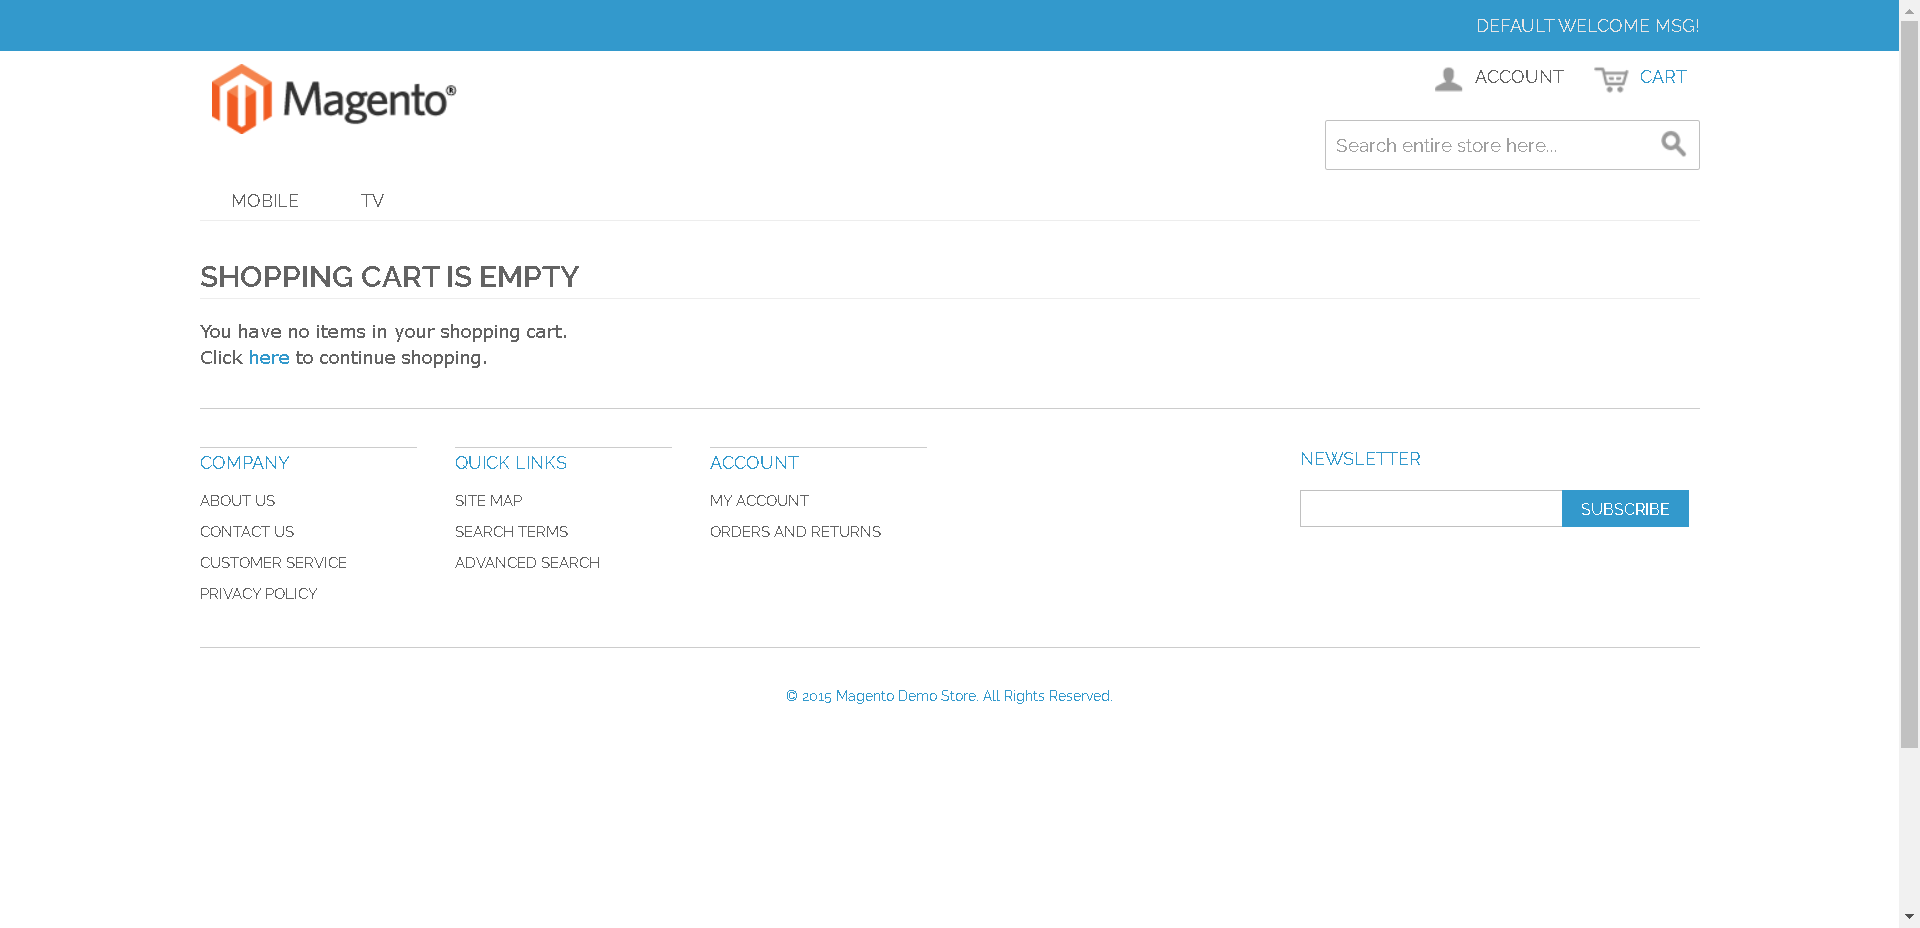 DEFAULT WELCOME MSG!
Magento®
ACCOUNT
CART
Search entire store here...
MOBILE
TV
SHOPPING CART IS EMPTY
You have no items in your shopping cart.
Click here to continue shopping.
COMPANY
ABOUT US
CONTACT US
CUSTOMER SERVICE
PRIVACY POLICY
QUICK LINKS
SITE MAP
SEARCH TERMS
ADVANCED SEARCH
ACCOUNT
MY ACCOUNT
ORDERS AND RETURNS
NEWSLETTER
SUBSCRIBE
© 2015 Magento Demo Store. All Rights Reserved.